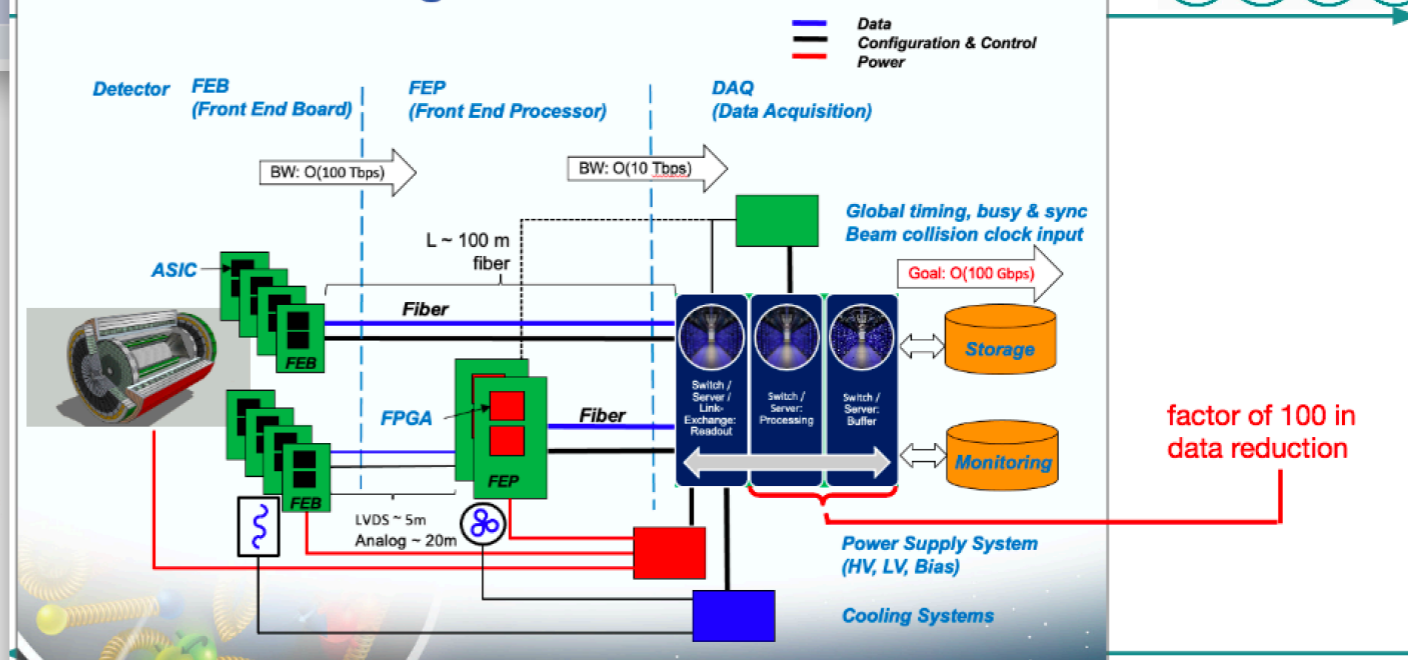 Data
Configuration & Control
Power
Detector
FEB
(Front End Board)
FEP
(Front End Processor)
DAQ
(Data Acquisition)
BW: O(100 Tbps)
BW: O(10 Tbps)
Global timing, busy & sync
Beam collision clock input
L ~ 100 m
fiber
ASIC
Goal: O(100 Gbps)
Fiber
FEB
Storage
Switch /
Server /
Link-
Exchange:
Readout
Switch /
Server:
Processing
Switch /
Server:
Buffer
FPGA
Fiber
factor of 100 in
data reduction
Monitoring
FEP
FEB
LVDS ~ 5m
Analog ~ 20m
Power Supply System
(HV, LV, Bias)
Cooling Systems